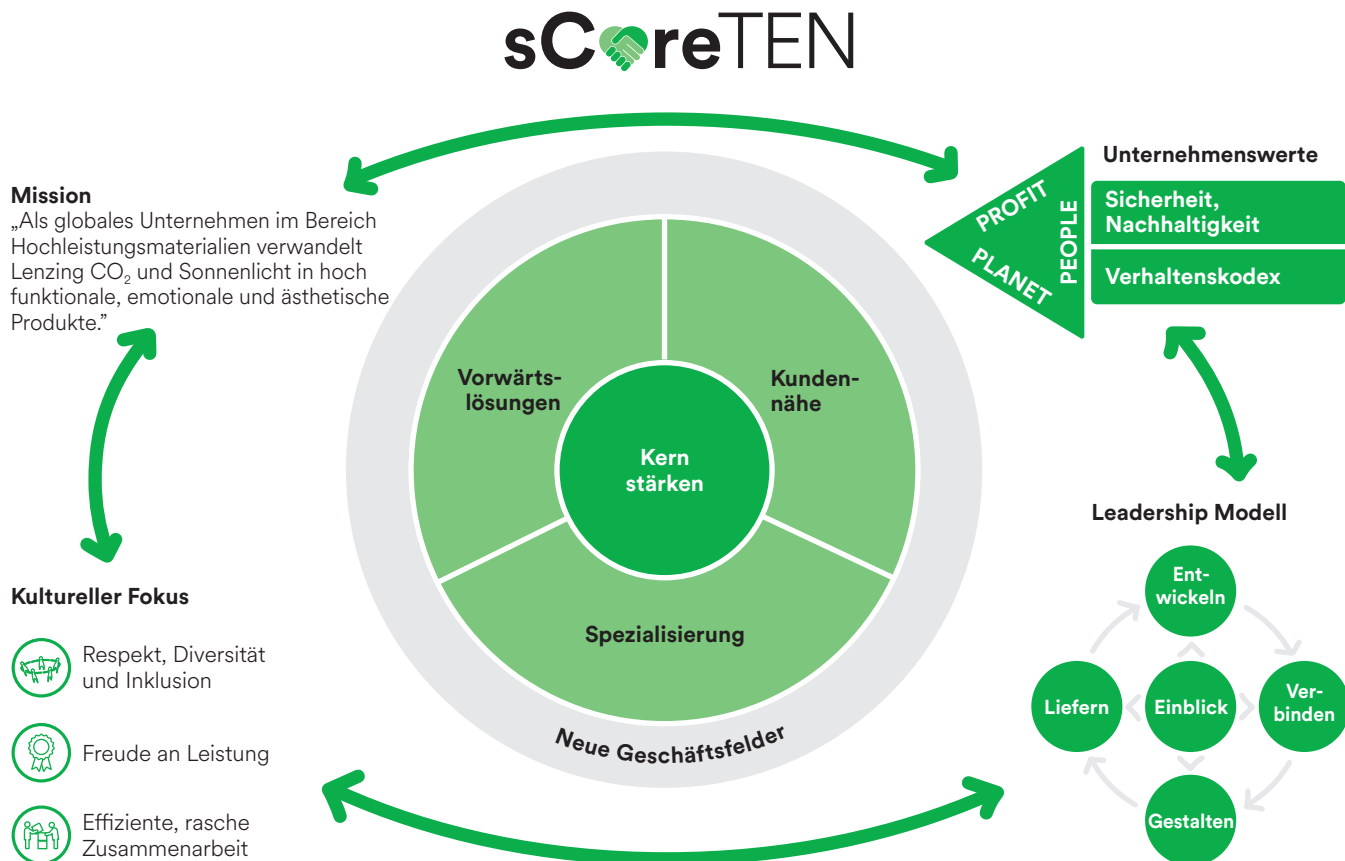 sCoreTEN
Mission
„Als globales Unternehmen im Bereich
Hochleistungsmaterialien verwandelt
Lenzing CO₂ und Sonnenlicht in hoch
funktionale, emotionale und ästhetische
Produkte.”
Unternehmenswerte
PROFIT
PEOPLE
PLANET
Sicherheit,
Nachhaltigkeit
Verhaltenskodex
Vorwärts-
lösungen
Kunden-
nähe
Kern
stärken
Spezialisierung
Neue Geschäftsfelder
Kultureller Fokus
Respekt, Diversität
und Inklusion
Freude an Leistung
Effiziente, rasche
Zusammenarbeit
Leadership Modell
Ent-
wickeln
Liefern
Einblick
Ver-
binden
Gestalten